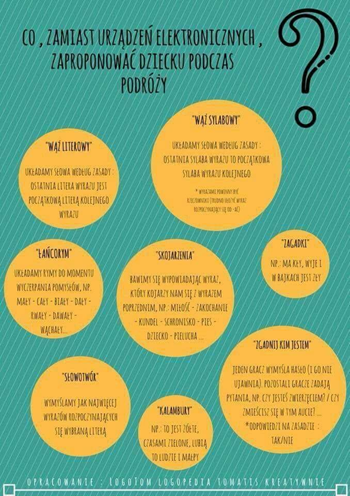 CO , ZAMIAST URZĄDZEŃ ELEKTRONICZNYCH ,
ZAPROPONOWAĆ DZIECKU PODCZAS
PODRÓŻY
?
"WĄŻ LITEROWY"
UKŁADAMY SŁOWA WEDŁUG ZASADY :
OSTATNIA LITERA WYRAZU JEST
POCZĄTKOWĄ LITERĄ KOLEJNEGO
WYRAZU
"WĄŻ SYLABOWY"
UKŁADAMY SŁOWA WEDŁUG ZASADY :
OSTATNIA SYLABA WYRAZU TO POCZĄTKOWA
SYLABA WYRAZU KOLEJNEGO
"ŁAŃCORYM"
UKŁADAMY RYMY DO MOMENTU
WYCZERPANIA POMYSŁÓW, NP.
MAŁY - CAŁY - BIAŁY - DAŁY -
RWAŁY - DAWAŁY -
WĄCHAŁY...
"SKOJARZENIA"
BAWIMY SIĘ WYPOWIADAJĄC WYRAZ,
KTÓRY KOJARZY NAM SIĘ Z WYRAZEM
POPRZEDNIM, NP.: MIŁOŚĆ - ZAKOCHANIE
- KUNDEL - SCHRONISKO - PIES -
DZIECKO - PIELUCHA ...
"ZAGADKI"
NP.: MA KŁY, WYJE I
W BAJKACH JEST ZŁY
"ZGADNIJ KIM JESTEM"
JEDEN GRACZ WYMYŚLA HASŁO (I GO NIE
UJAWNIA). POZOSTALI GRACZE ZADAJĄ
PYTANIA, NP. CZY JESTEŚ ZWIERZĘCIEM? / CZY
ZMIEŚCISZ SIĘ W TYM AUCIE? ...
*ODPOWIEDZI NA ZASADZIE :
TAK/NIE
"SŁOWOTWÓR"
WYMYŚLAMY JAK NAJWIĘCEJ
WYRAZÓW ROZPOCZYNAJĄCYCH
SIĘ WYBRANĄ LITERĄ
"KALAMBURY"
NP.: TO JEST ŻÓŁTE,
CZASAMI ZIELONE, LUBIĄ
TO LUDZIE I MAŁPY
OPRACOWANIE : LOGOTOM LOGOPEDIA TOMATIS KREATYWNIE